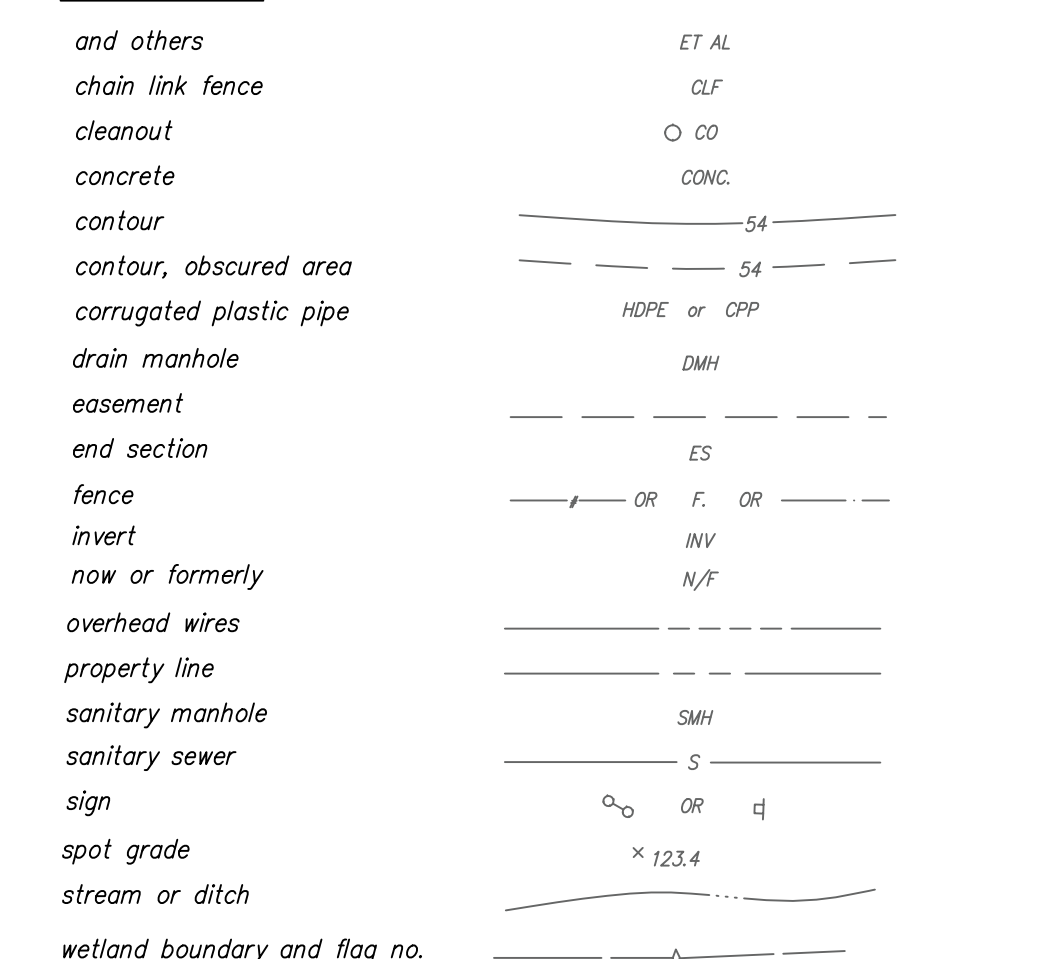 and others ET AL
chain link fence CLF
cleanout CO
concrete CONC.
contour 54
contour, obscured area 54
corrugated plastic pipe HDPE or CPP
drain manhole DMH
easement
end section ES
fence OR F. OR
invert INV
now or formerly N/F
overhead wires
property line
sanitary manhole SMH
sanitary sewer S
sign OR
spot grade × 123.4
stream or ditch
wetland boundary and flag no.